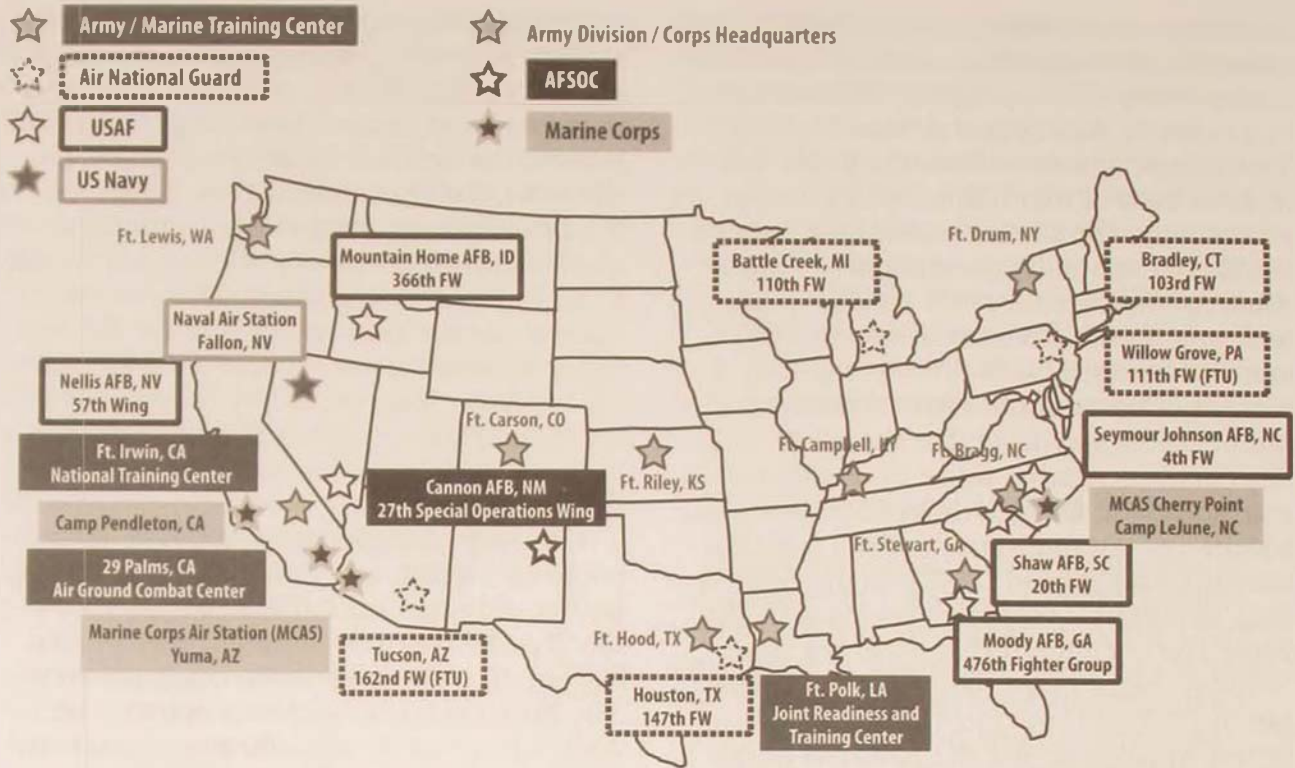 Army / Marine Training Center
Army Division / Corps Headquarters
Air National Guard
AFSOC
USAF
Marine Corps
US Navy
Ft. Lewis, WA
Mountain Home AFB, ID
366th FW
Battle Creek, MI
110th FW
Ft. Drum, NY
Bradley, CT
103rd FW
Naval Air Station
Fallon, NV
Willow Grove, PA
111th FW (FTU)
Nellis AFB, NV
57th Wing
Ft. Carson, CO
Ft. Riley, KS
Ft. Campbell, KY
Ft. Bragg, NC
Seymour Johnson AFB, NC
4th FW
Ft. Irwin, CA
National Training Center
Cannon AFB, NM
27th Special Operations Wing
Camp Pendleton, CA
MCAS Cherry Point
Camp LeJune, NC
29 Palms, CA
Air Ground Combat Center
Ft. Stewart, GA
Shaw AFB, SC
20th FW
Marine Corps Air Station (MCAS)
Yuma, AZ
Tucson, AZ
162nd FW (FTU)
Ft. Hood, TX
Moody AFB, GA
476th Fighter Group
Houston, TX
147th FW
Ft. Polk, LA
Joint Readiness and
Training Center